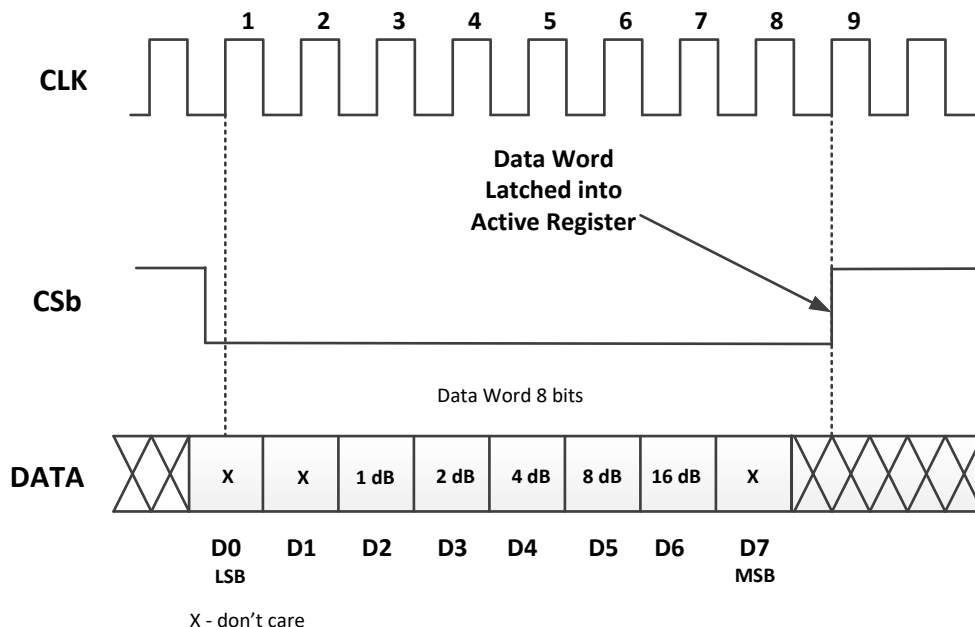 1 2 3 4 5 6 7 8 9
CLK
Data Word
Latched into
Active Register
CSb
Data Word 8 bits
DATA X X 1 dB 2 dB 4 dB 8 dB 16 dB X
D0 D1 D2 D3 D4 D5 D6 D7
LSB MSB
X - don’t care